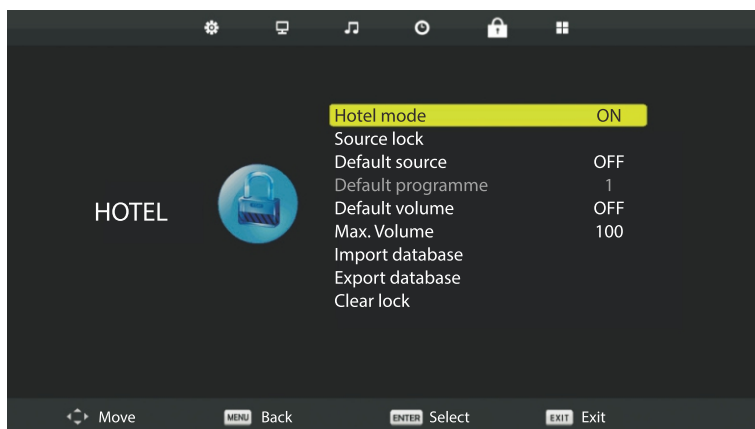 Hotel mode ON
Source lock
Default source OFF
Default programme 1
Default volume OFF
Max. Volume 100
Import database
Export database
Clear lock
HOTEL
Move MENU Back ENTER Select EXIT Exit